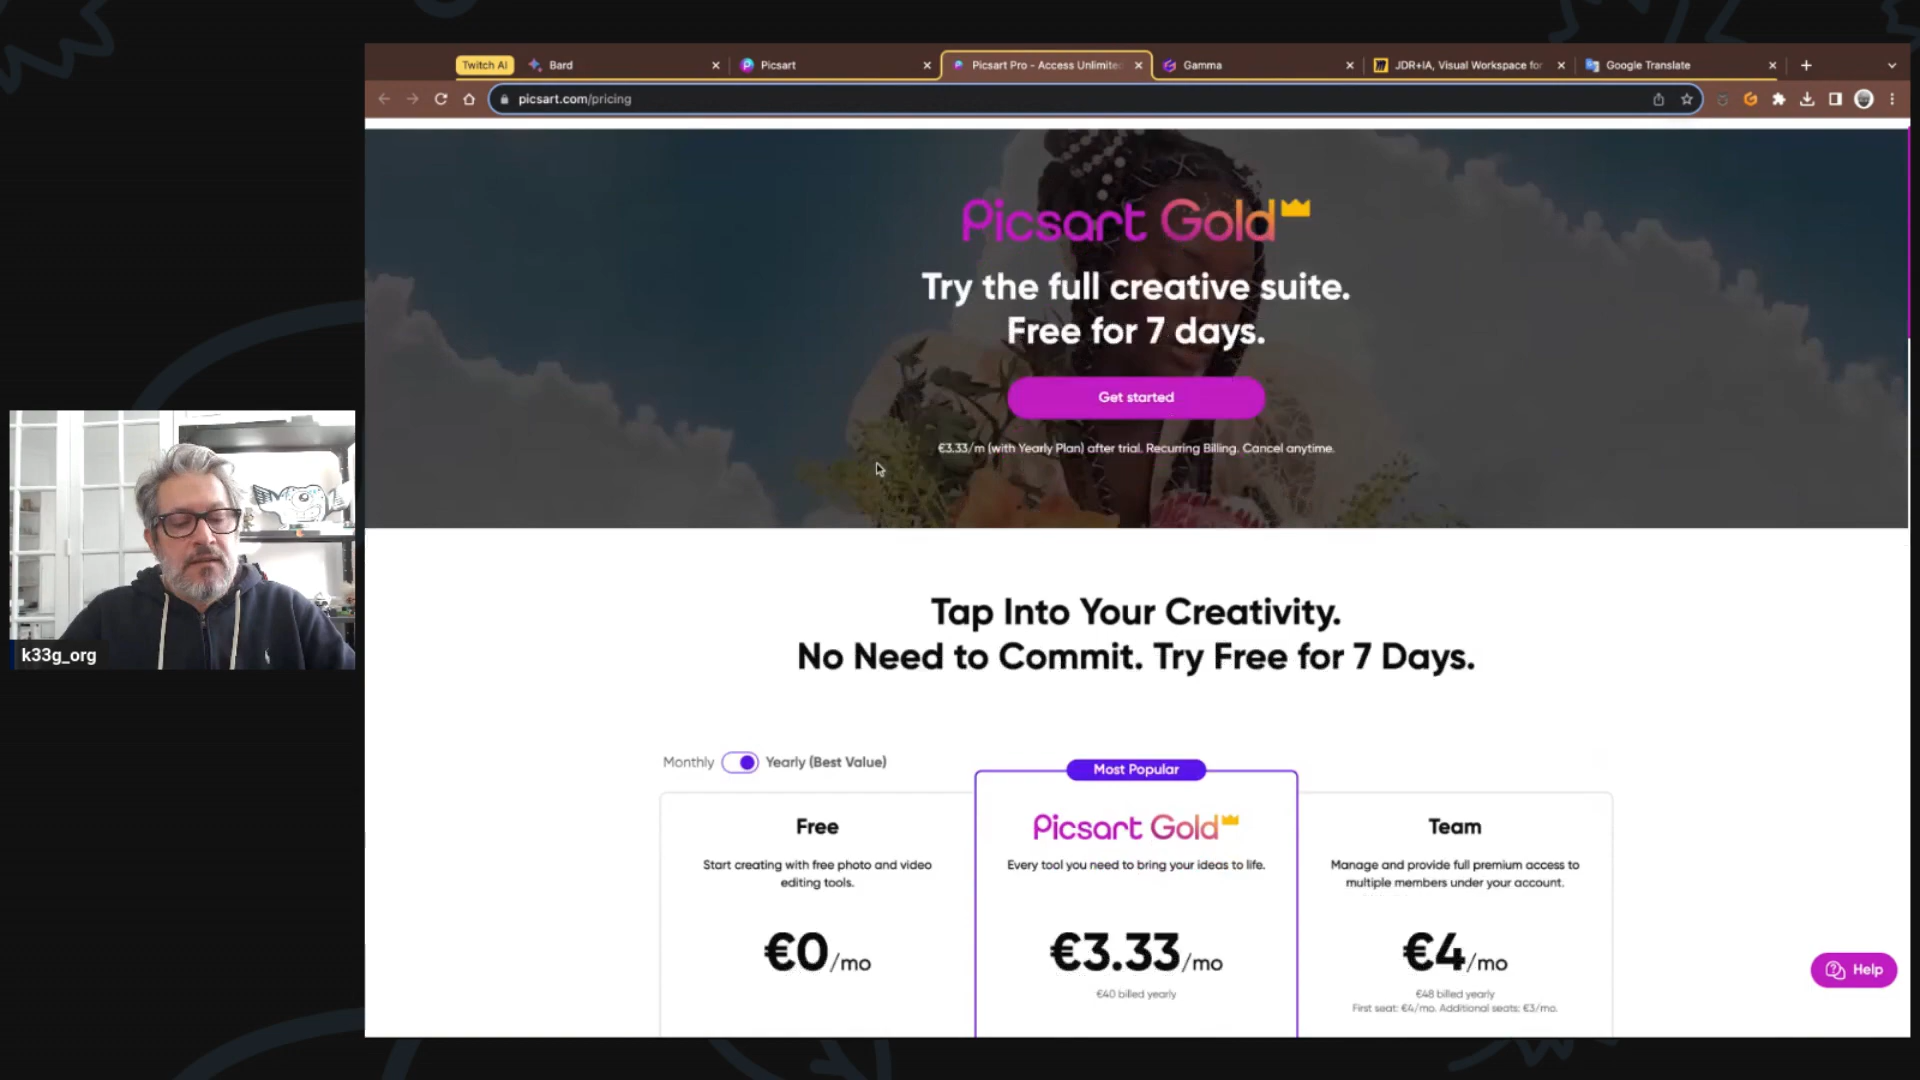 Twitch AI
Bard
Picsart
Picsart Pro - Access Unlimite
Gamma
JDR+IA, Visual Workspace for
Google Translate
picsart.com/pricing
Picsart Gold
Try the full creative suite.
Free for 7 days.
Get started
€3.33/m (with Yearly Plan) after trial. Recurring Billing. Cancel anytime.
k33g_org
Tap Into Your Creativity.
No Need to Commit. Try Free for 7 Days.
Monthly
Yearly (Best Value)
Most Popular
Free
Start creating with free photo and video
editing tools.
€0/mo
Picsart Gold
Every tool you need to bring your ideas to life.
€3.33/mo
€40 billed yearly
Team
Manage and provide full premium access to
multiple members under your account.
€4/mo
€48 billed yearly
First seat: €4/mo. Additional seats: €3/mo.
Help